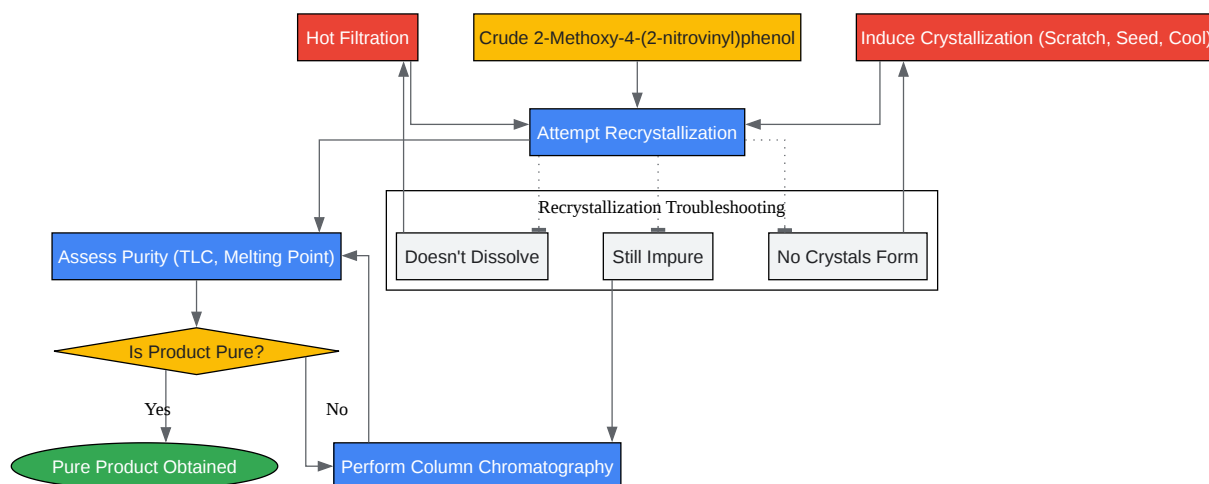 Hot Filtration
Crude 2-Methoxy-4-(2-nitrovinyl)phenol
Induce Crystallization (Scratch, Seed, Cool)
Attempt Recrystallization
Recrystallization Troubleshooting
Assess Purity (TLC, Melting Point)
Doesn't Dissolve
Still Impure
No Crystals Form
Is Product Pure?
Yes
No
Pure Product Obtained
Perform Column Chromatography